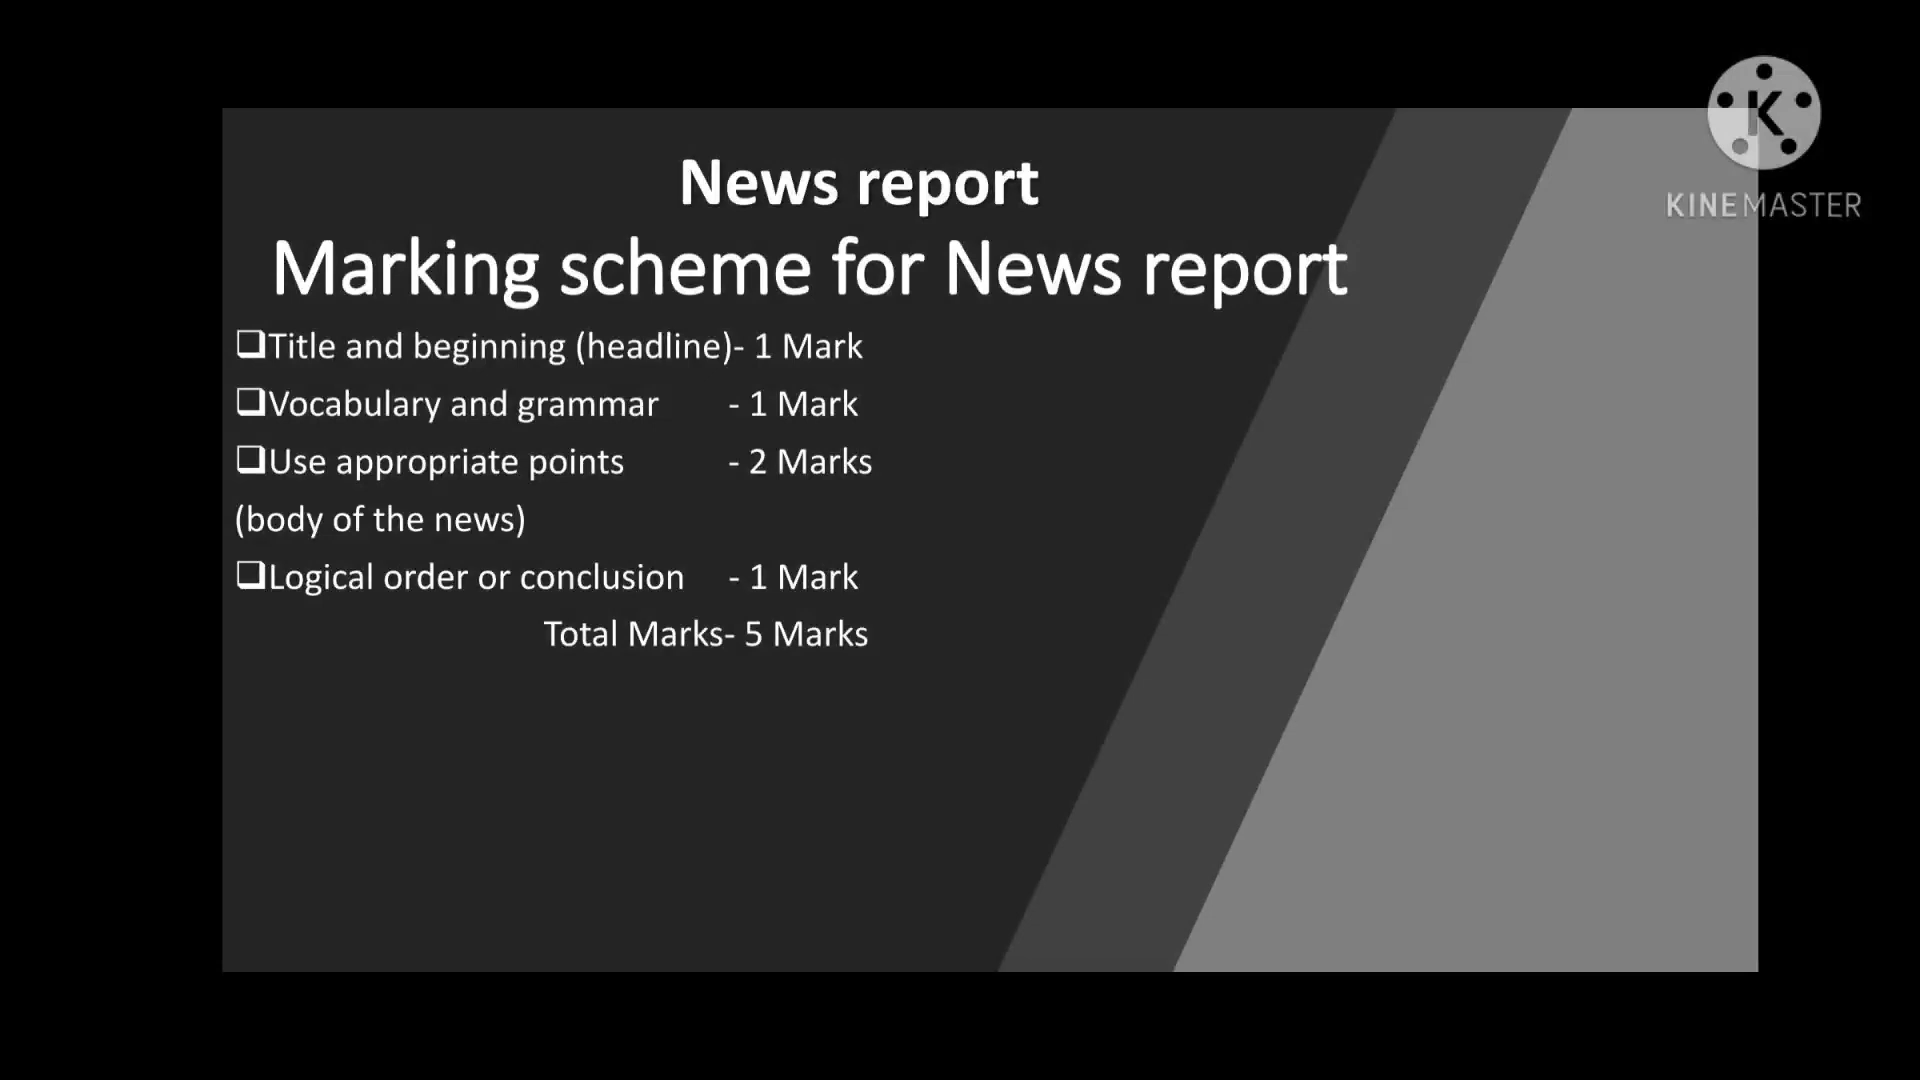 News report
Marking scheme for News report
❑Title and beginning (headline)- 1 Mark
❑Vocabulary and grammar - 1 Mark
❑Use appropriate points - 2 Marks
(body of the news)
❑Logical order or conclusion - 1 Mark
Total Marks- 5 Marks
K
KINEMASTER